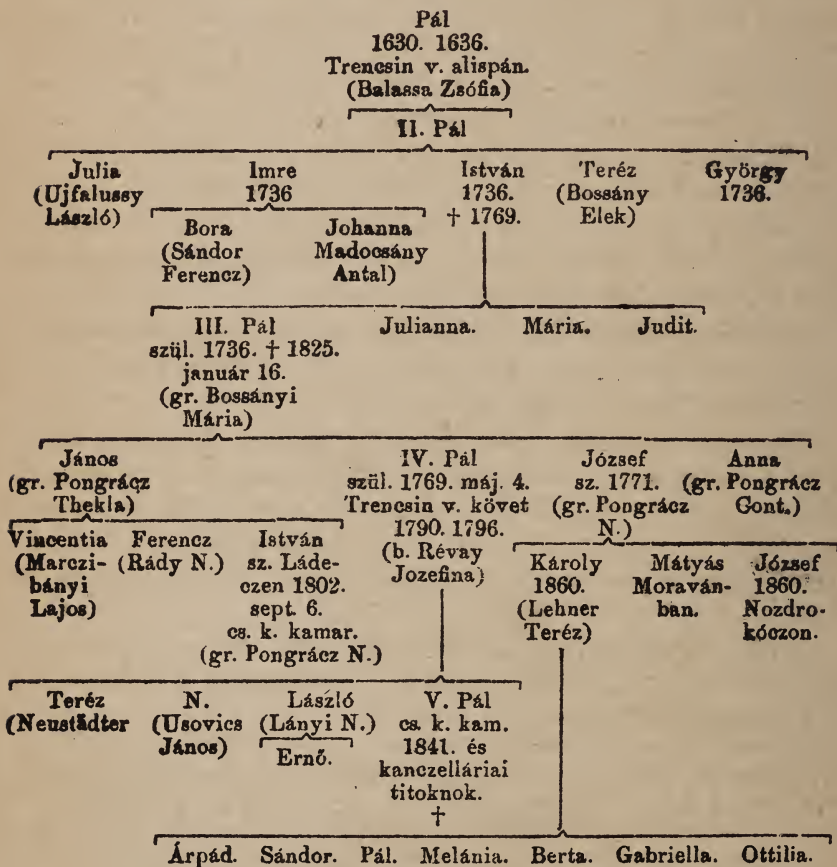 Pál
1630. 1636.
Trencsin v. alispán.
(Balassa Zsófia)
II. Pál
Julia
(Ujfalussy
László)
Imre
1736
István
1736.
† 1769.
Teréz
(Bossány
Elek)
György
1736.
Bora
(Sándor
Ferencz)
Johanna
Madocsány
Antal)
III. Pál
szül. 1736. † 1825.
január 16.
(gr. Bossányi
Mária)
Julianna.
Mária.
Judit.
János
(gr. Pongrácz
Thekla)
IV. Pál
szül. 1769. máj. 4.
Trencsin v. követ
1790. 1796.
(b. Révay
Jozefina)
József
sz. 1771.
(gr. Pongrácz
N.)
Anna
(gr. Pongrácz
Gont.)
Vincentia
(Marczi-
bányi
Lajos)
Ferencz
(Rády N.)
István
sz. Láde-
czen 1802.
sept. 6.
cs. k. kamar.
(gr. Pongrácz N.)
Károly
1860.
(Lehner
Teréz)
Mátyás
Moraván-
ban.
József
1860.
Nozdro-
kóczon.
Teréz
(Neustädter
N.
(Usovics
János)
László
(Lányi N.)
Ernő.
V. Pál
cs. k. kam.
1841. és
kanczelláriai
titoknok.
†
Árpád. Sándor. Pál. Melánia. Berta. Gabriella. Ottilia.